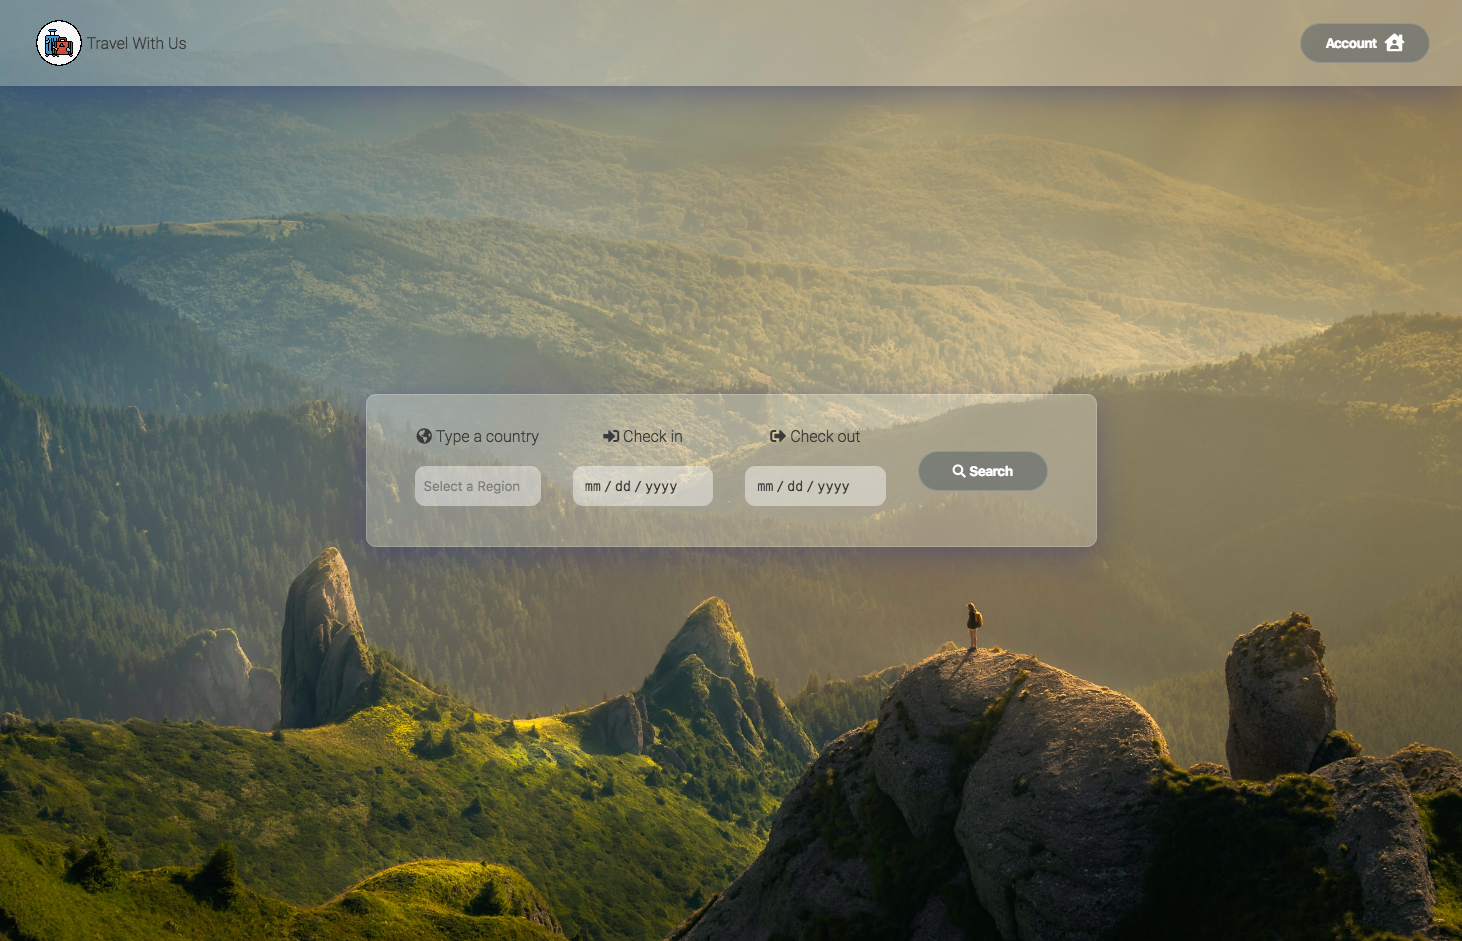 Travel With Us
Account
Type a country
Check in
Check out
Select a Region
mm / dd / yyyy
mm / dd / yyyy
Search